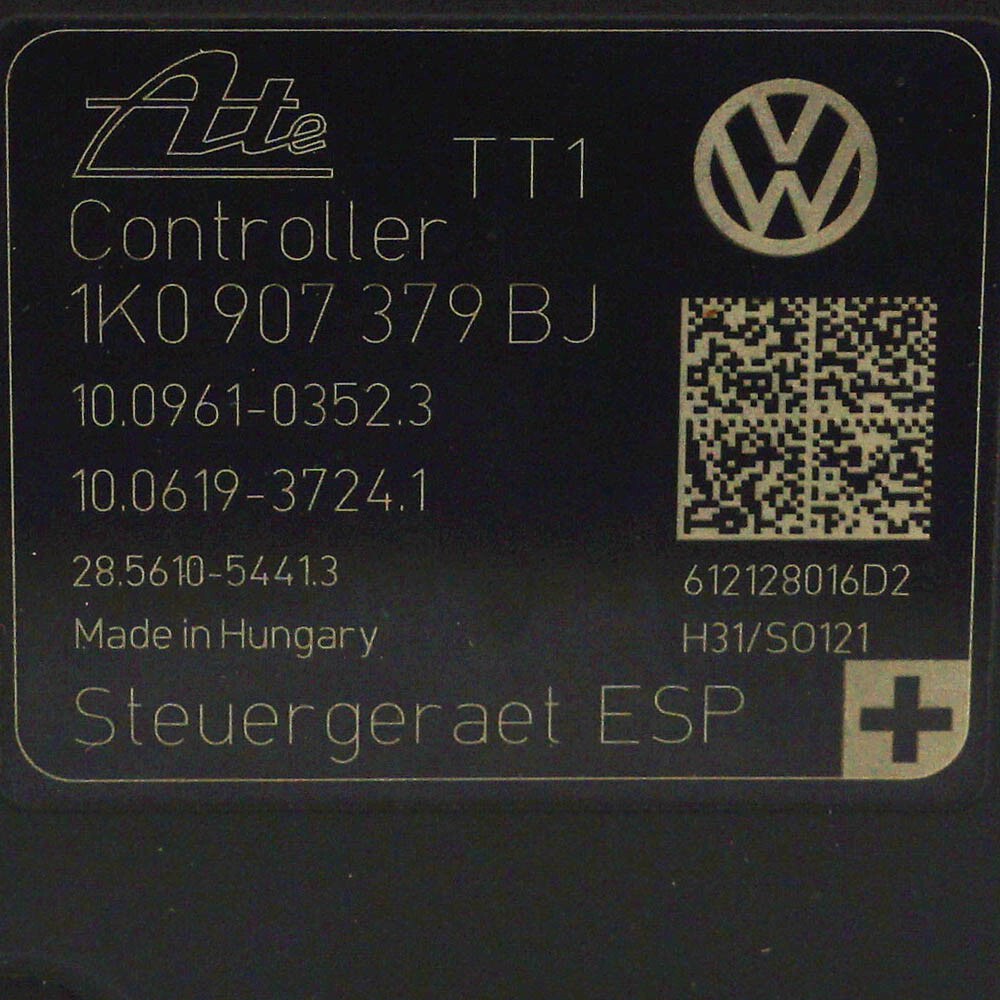 Ate
TT1
Controller
1K0 907 379 BJ
10.0961-0352.3
10.0619-3724.1
28.5610-5441.3
Made in Hungary
612128016D2
H31/SO121
Steuergeraet ESP